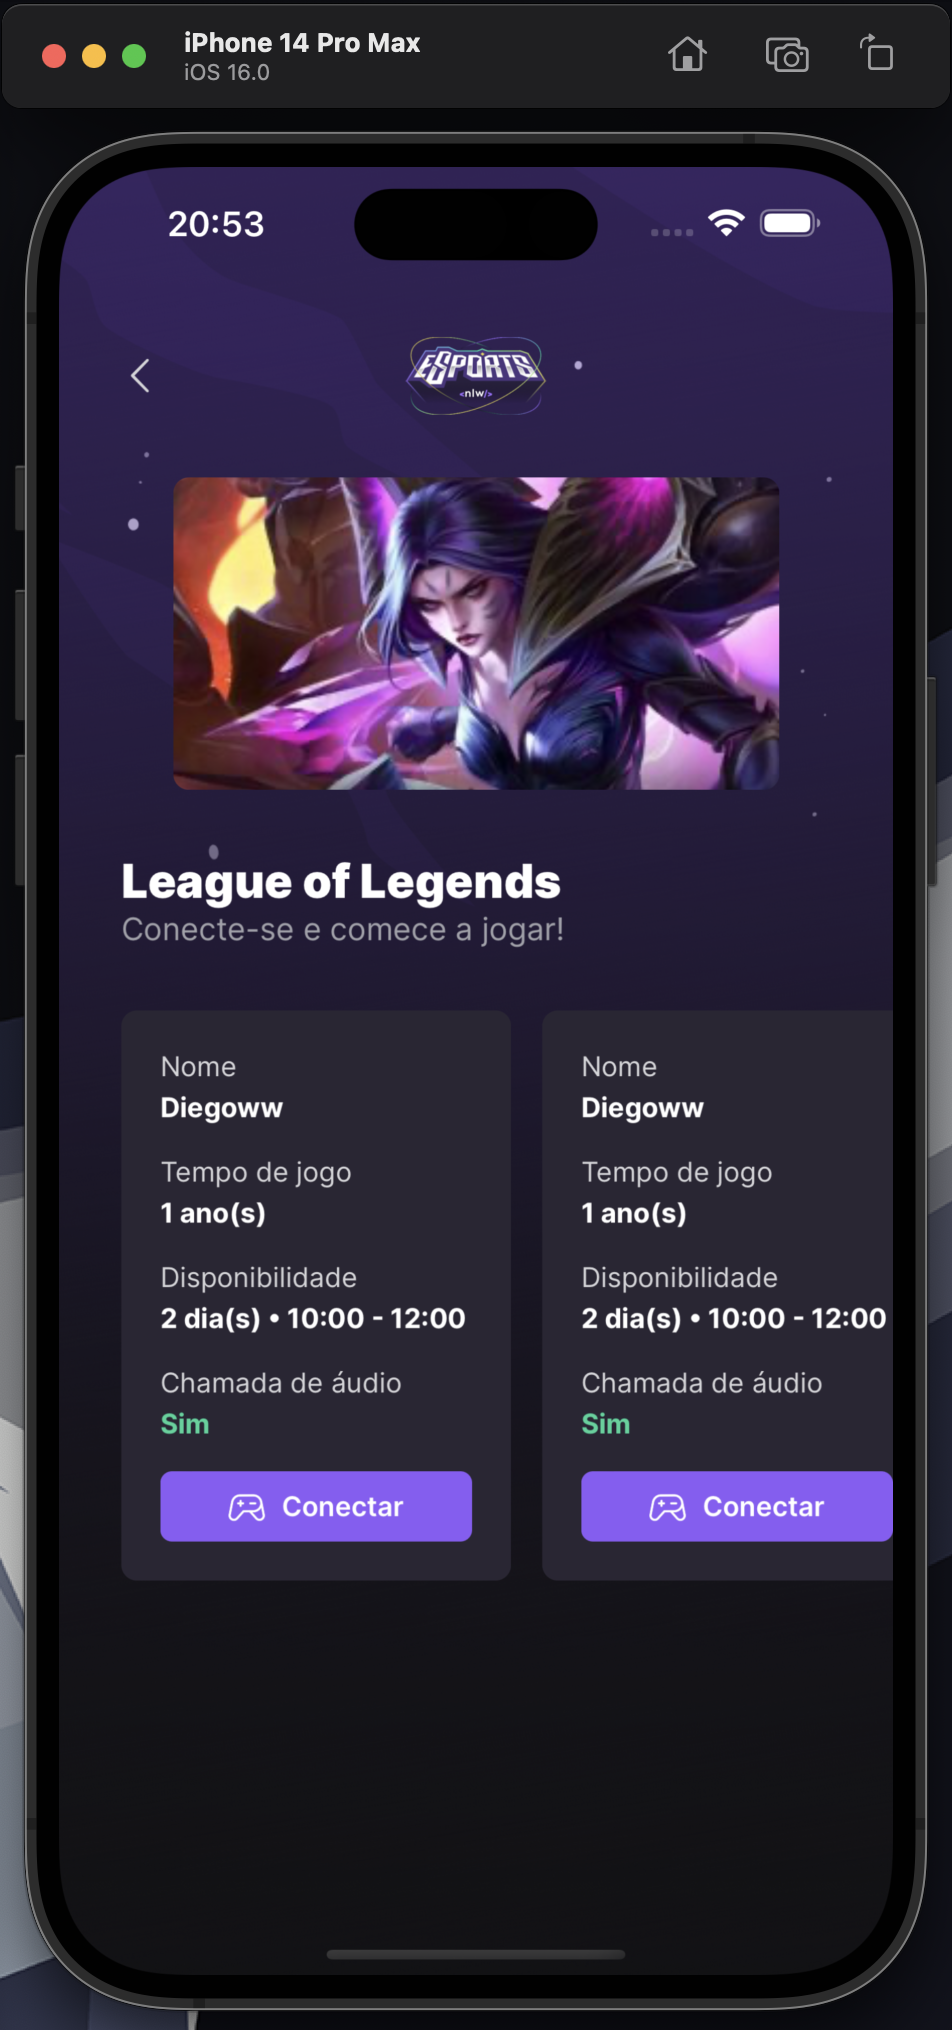 iPhone 14 Pro Max
iOS 16.0
20:53
ESPORTS
<nlw/>
League of Legends
Conecte-se e comece a jogar!
Nome
Diegoww
Tempo de jogo
1 ano(s)
Disponibilidade
2 dia(s) • 10:00 - 12:00
Chamada de áudio
Sim
Conectar
Nome
Diegoww
Tempo de jogo
1 ano(s)
Disponibilidade
2 dia(s) • 10:00 - 12:00
Chamada de áudio
Sim
Conectar